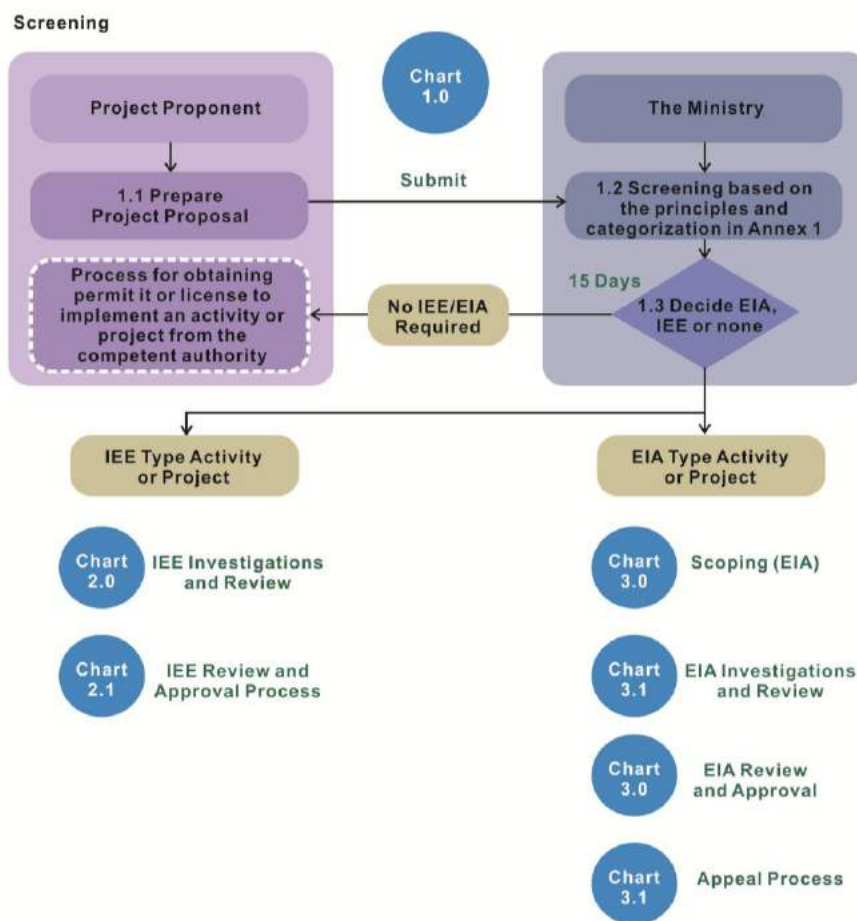 Screening
Chart
1.0
Project Proponent
The Ministry
1.1 Prepare
Project Proposal
Submit
1.2 Screening based on
the principles and
categorization in Annex 1
Process for obtaining
permit it or license to
implement an activity or
project from the
competent authority
No IEE/EIA
Required
15 Days
1.3 Decide EIA,
IEE or none
IEE Type Activity
or Project
EIA Type Activity
or Project
Chart
2.0
IEE Investigations
and Review
Chart
3.0
Scoping (EIA)
Chart
2.1
IEE Review and
Approval Process
Chart
3.1
EIA Investigations
and Review
Chart
3.0
EIA Review
and Approval
Chart
3.1
Appeal Process